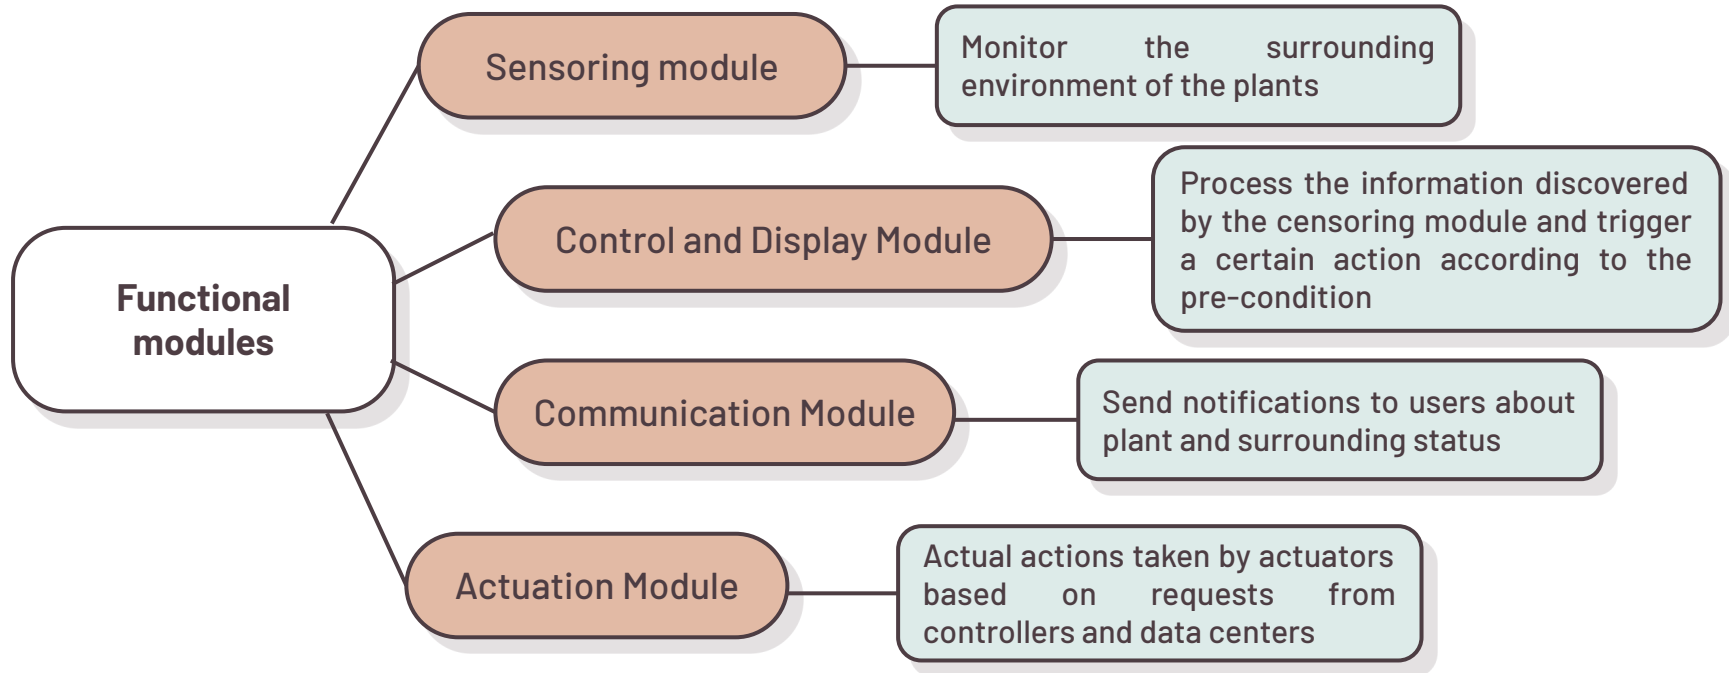 Functional
modules
Sensoring module
Monitor the surrounding
environment of the plants
Control and Display Module
Process the information discovered
by the censoring module and trigger
a certain action according to the
pre-condition
Communication Module
Send notifications to users about
plant and surrounding status
Actuation Module
Actual actions taken by actuators
based on requests from
controllers and data centers